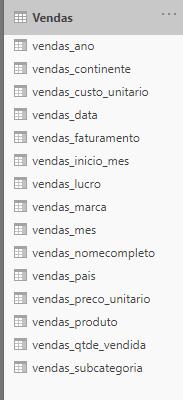 Vendas
vendas_ano
vendas_continente
vendas_custo_unitario
vendas_data
vendas_faturamento
vendas_inicio_mes
vendas_lucro
vendas_marca
vendas_mes
vendas_nomecompleto
vendas_pais
vendas_preco_unitario
vendas_produto
vendas_qtde_vendida
vendas_subcategoria